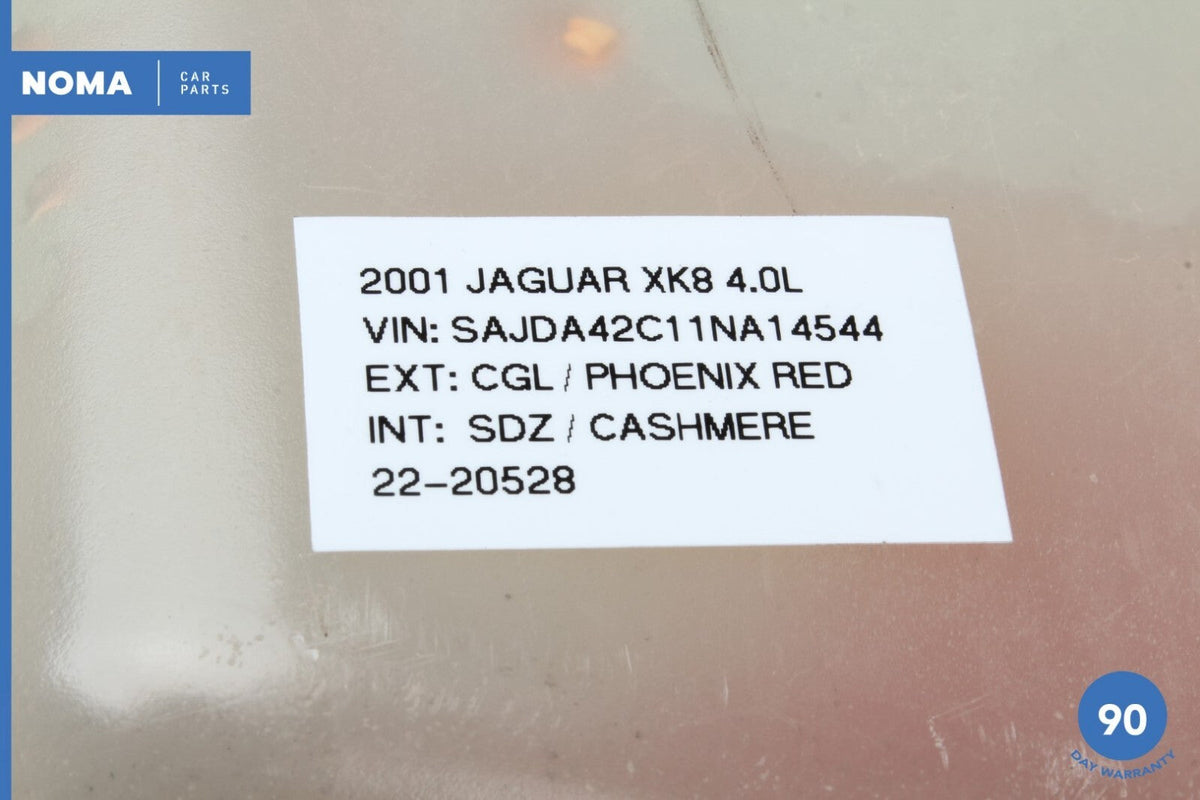 NOMA
CAR
PARTS
2001 JAGUAR XK8 4.0L
VIN: SAJDA42C11NA14544
EXT: CGL / PHOENIX RED
INT: SDZ / CASHMERE
22-20528
90
DAY WARRANTY